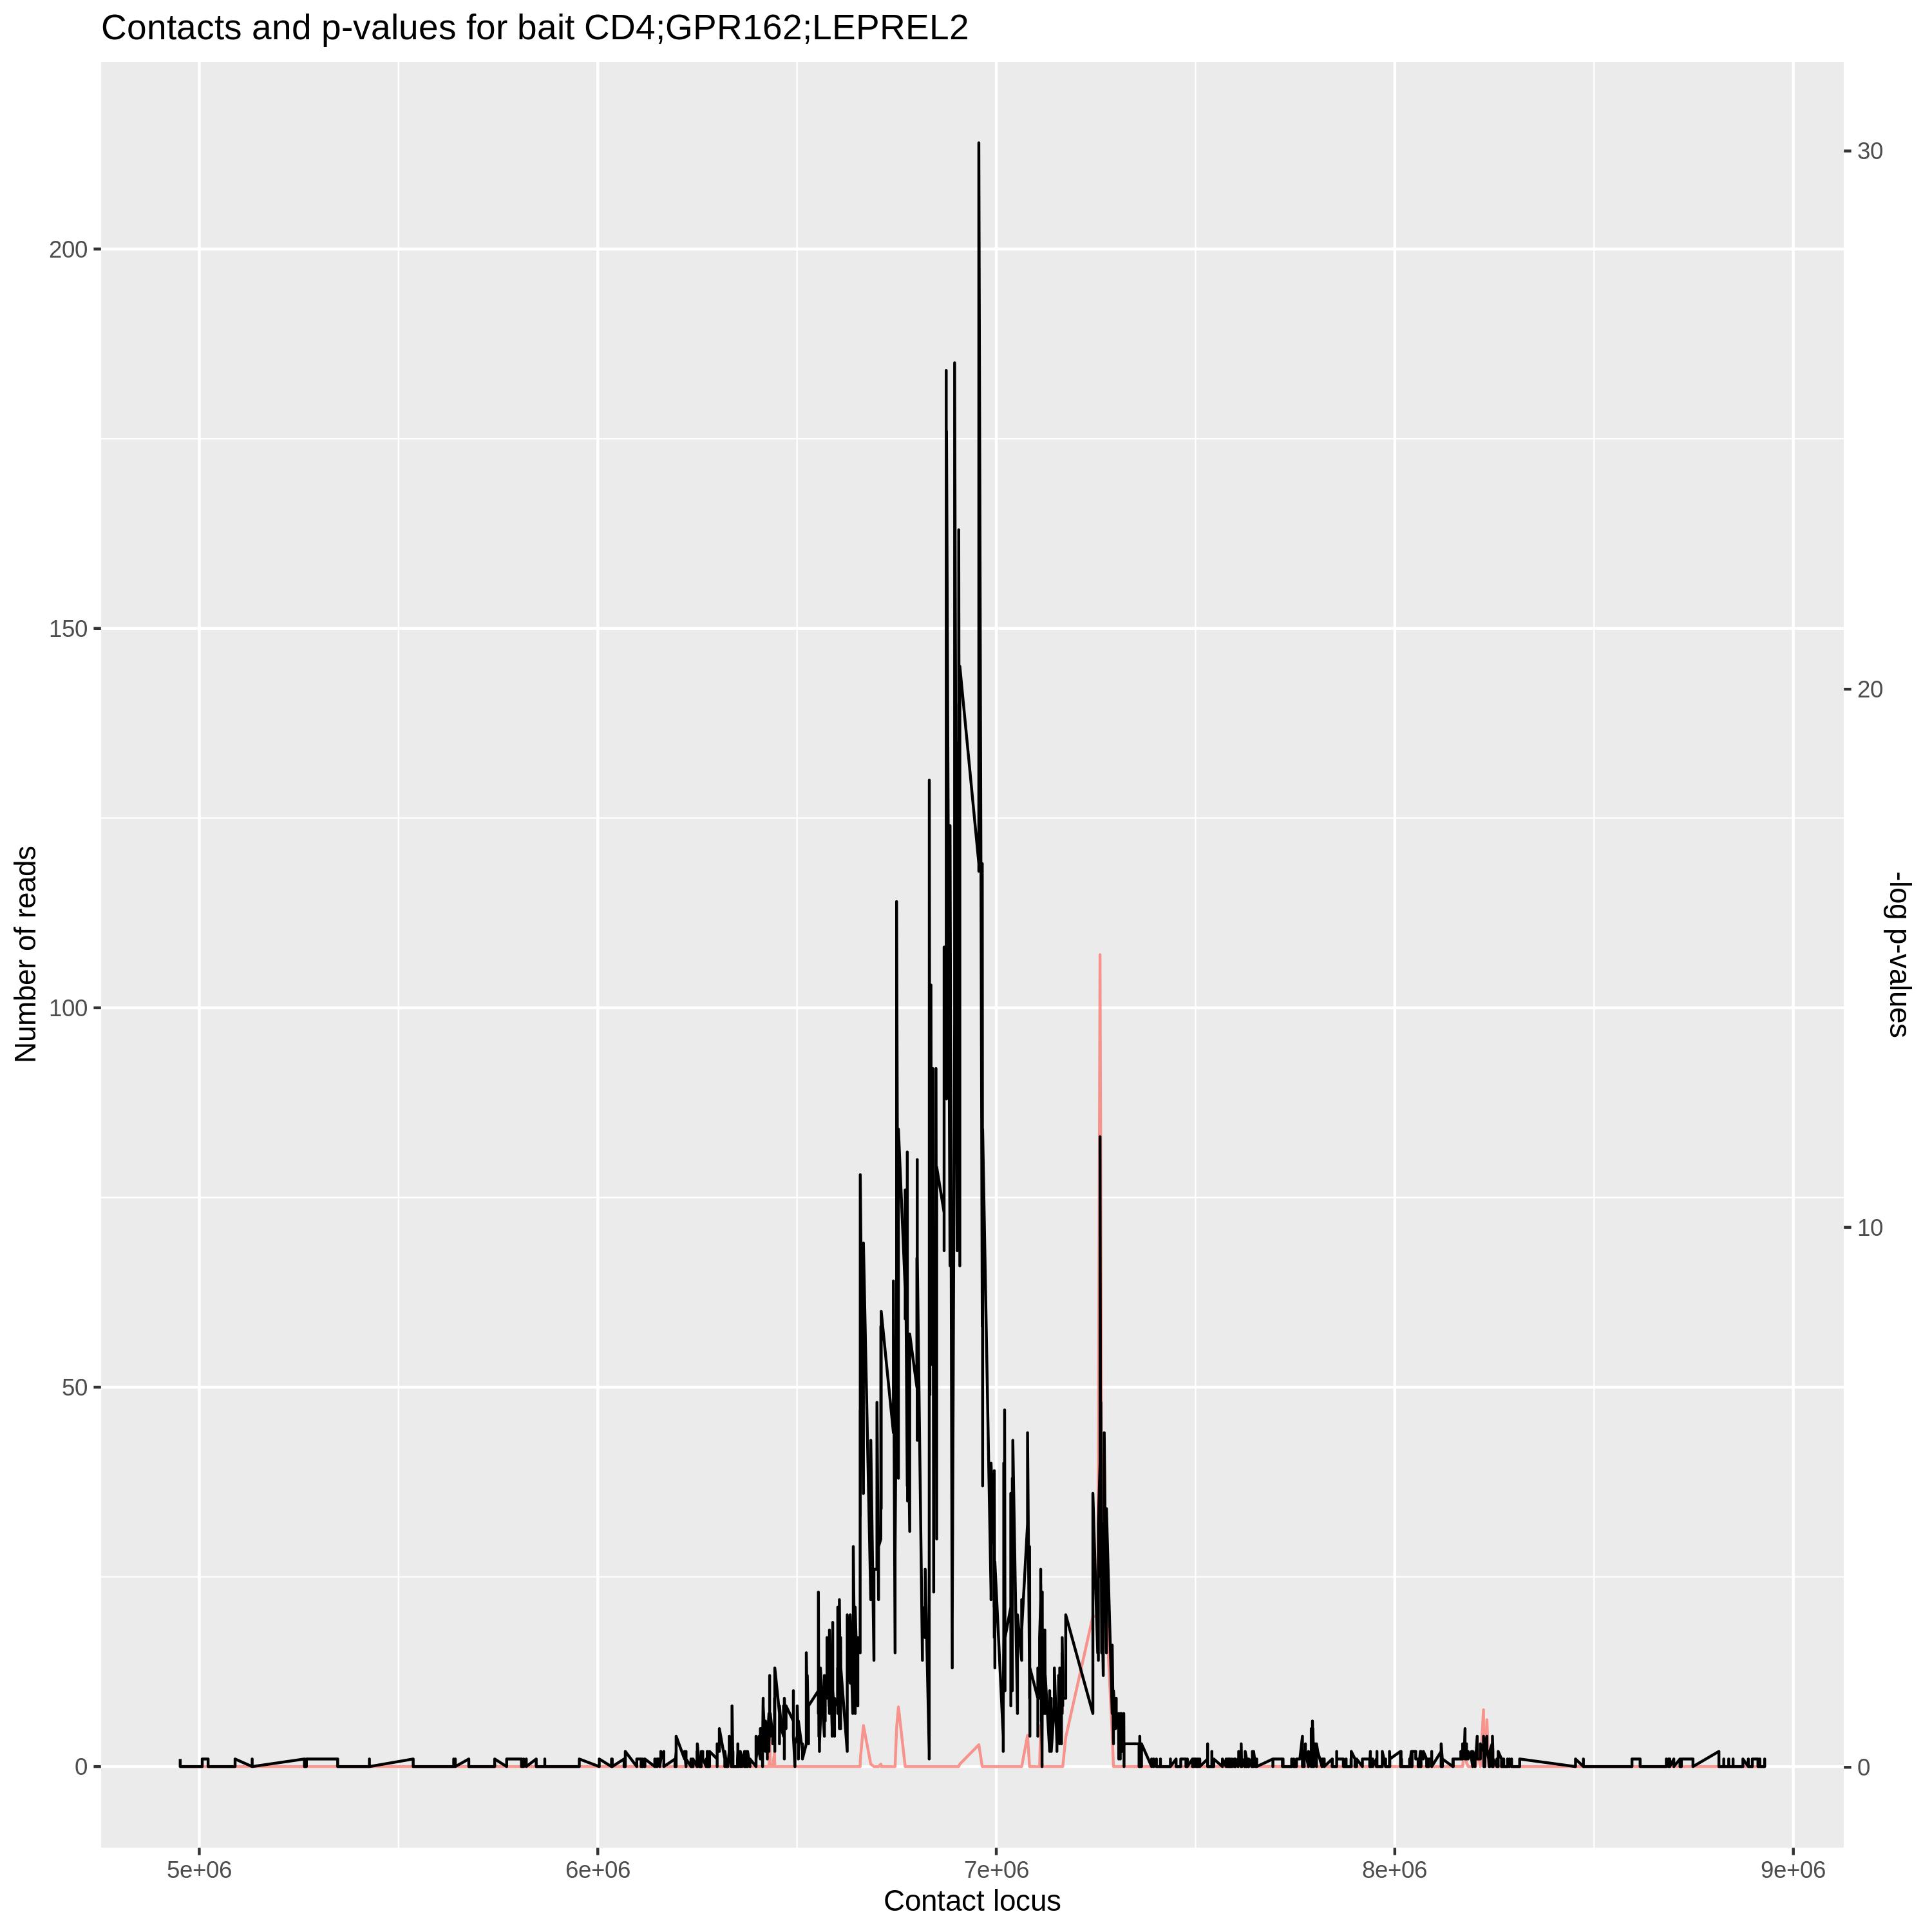 Contacts and p-values for bait CD4;GPR162;LEPREL2
Number of reads
200
150
100
50
0
30
20
10
0
-log p-values
5e+06
6e+06
7e+06
8e+06
9e+06
Contact locus